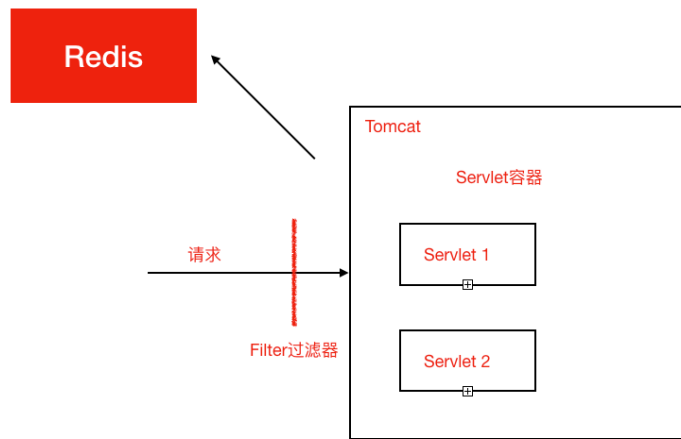 Redis
Tomcat
Servlet容器
Servlet 1
请求
Filter过滤器
Servlet 2